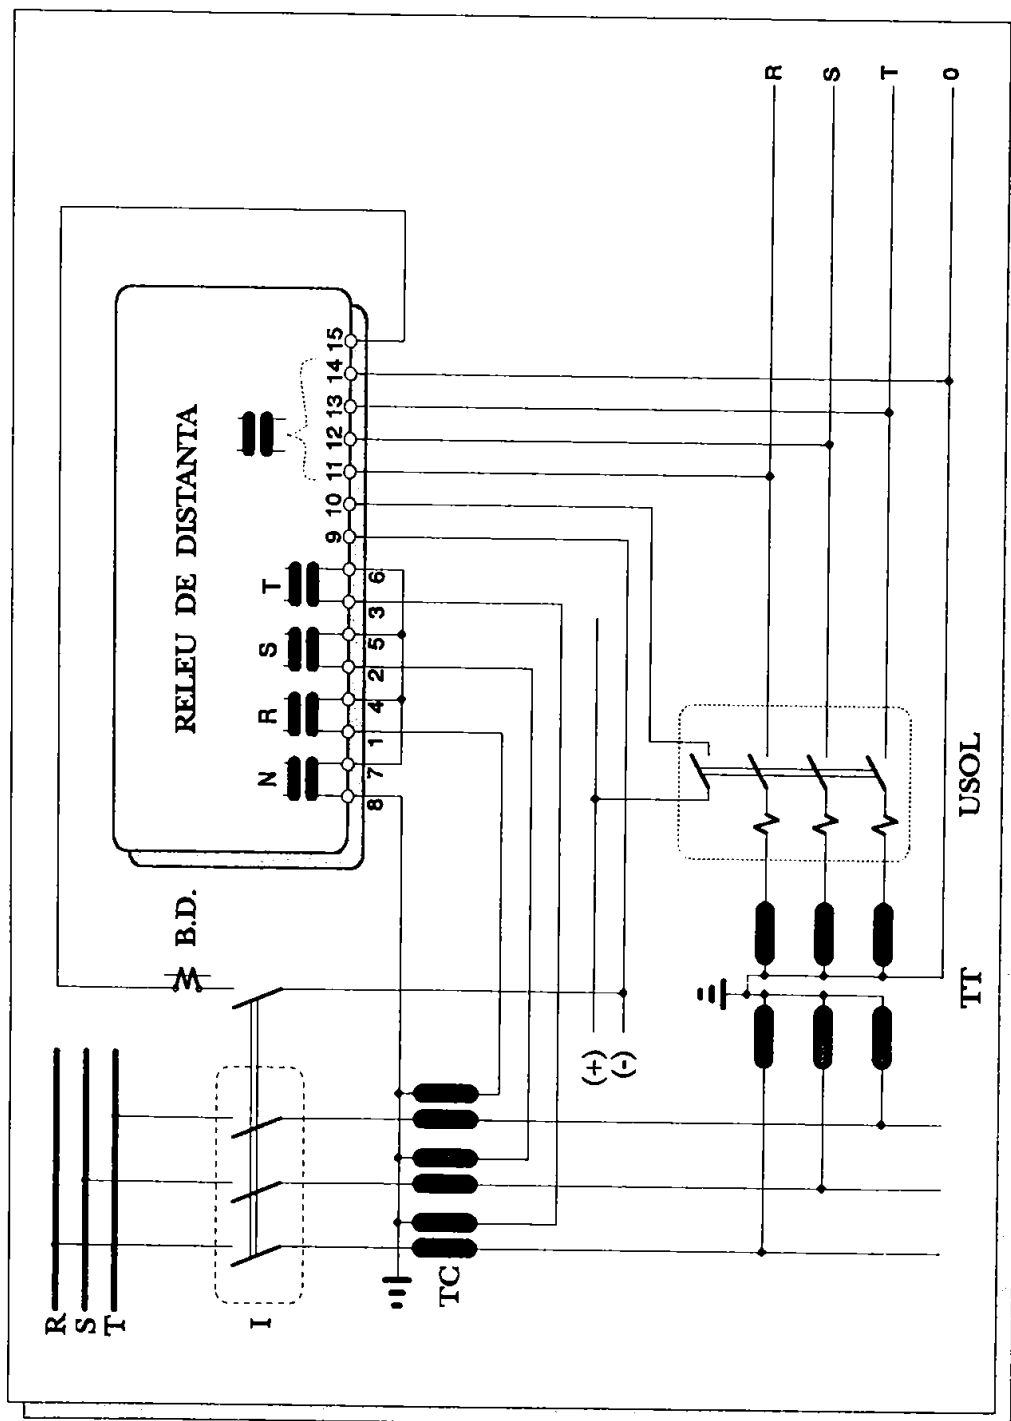 R
S
T
B.D.
RELEU DE DISTANTA
I
N R S T
9 10 11 12 13 14 15
8 7 1 4 2 5 3 6
TC
(+)
(-)
R
S
T
0
TT USOL